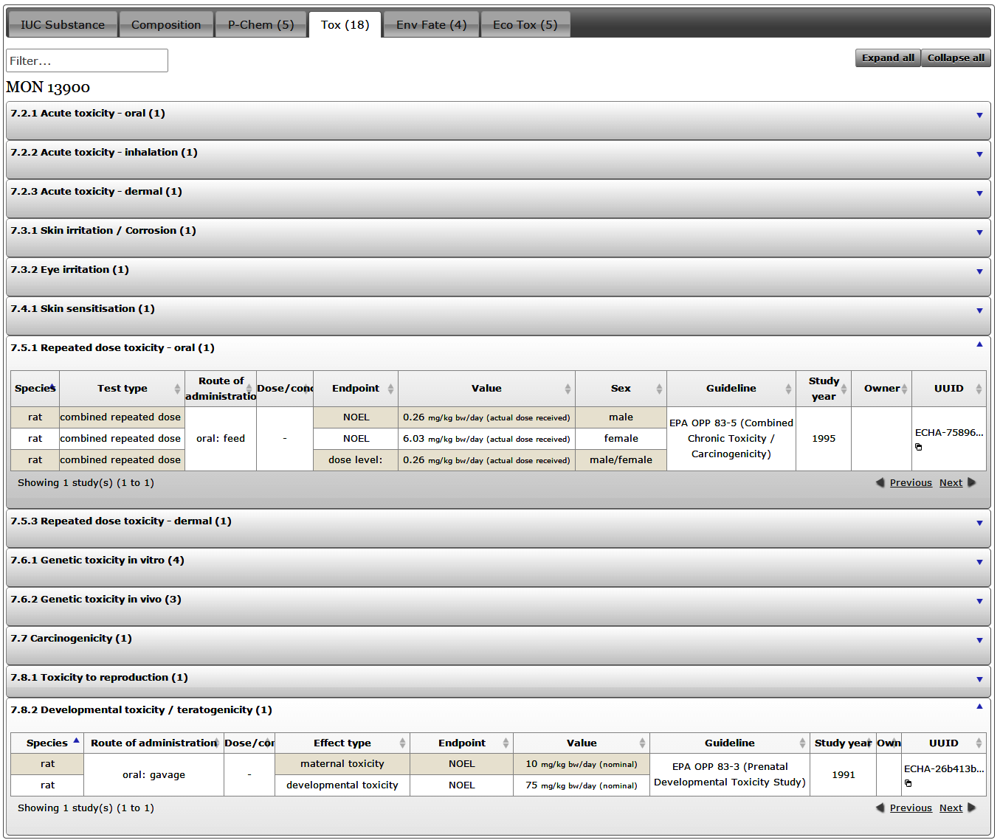 IUC Substance Composition P-Chem (5) Tox (18) Env Fate (4) Eco Tox (5)
Filter... Expand all Collapse all
MON 13900
7.2.1 Acute toxicity - oral (1)
7.2.2 Acute toxicity - inhalation (1)
7.2.3 Acute toxicity - dermal (1)
7.3.1 Skin irritation / Corrosion (1)
7.3.2 Eye irritation (1)
7.4.1 Skin sensitisation (1)
7.5.1 Repeated dose toxicity - oral (1)
Species Test type Route of administratio Dose/conc Endpoint Value Sex Guideline Study year Owner UUID
rat combined repeated dose oral: feed - NOEL 0.26 mg/kg bw/day (actual dose received) male EPA OPP 83-5 (Combined Chronic Toxicity / Carcinogenicity) 1995 ECHA-75896...
rat combined repeated dose NOEL 6.03 mg/kg bw/day (actual dose received) female
rat combined repeated dose dose level: 0.26 mg/kg bw/day (actual dose received) male/female
Showing 1 study(s) (1 to 1) Previous Next
7.5.3 Repeated dose toxicity - dermal (1)
7.6.1 Genetic toxicity in vitro (4)
7.6.2 Genetic toxicity in vivo (3)
7.7 Carcinogenicity (1)
7.8.1 Toxicity to reproduction (1)
7.8.2 Developmental toxicity / teratogenicity (1)
Species Route of administration Dose/con Effect type Endpoint Value Guideline Study year Own UUID
rat oral: gavage - maternal toxicity NOEL 10 mg/kg bw/day (nominal) EPA OPP 83-3 (Prenatal Developmental Toxicity Study) 1991 ECHA-26b413b...
rat developmental toxicity NOEL 75 mg/kg bw/day (nominal)
Showing 1 study(s) (1 to 1) Previous Next